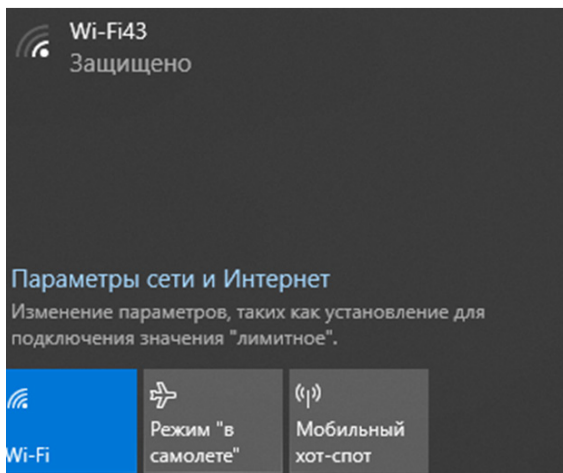 Wi-Fi43
Защищено
Параметры сети и Интернет
Изменение параметров, таких как установление для
подключения значения "лимитное".
Wi-Fi
Режим "в
самолете"
Мобильный
хот-спот